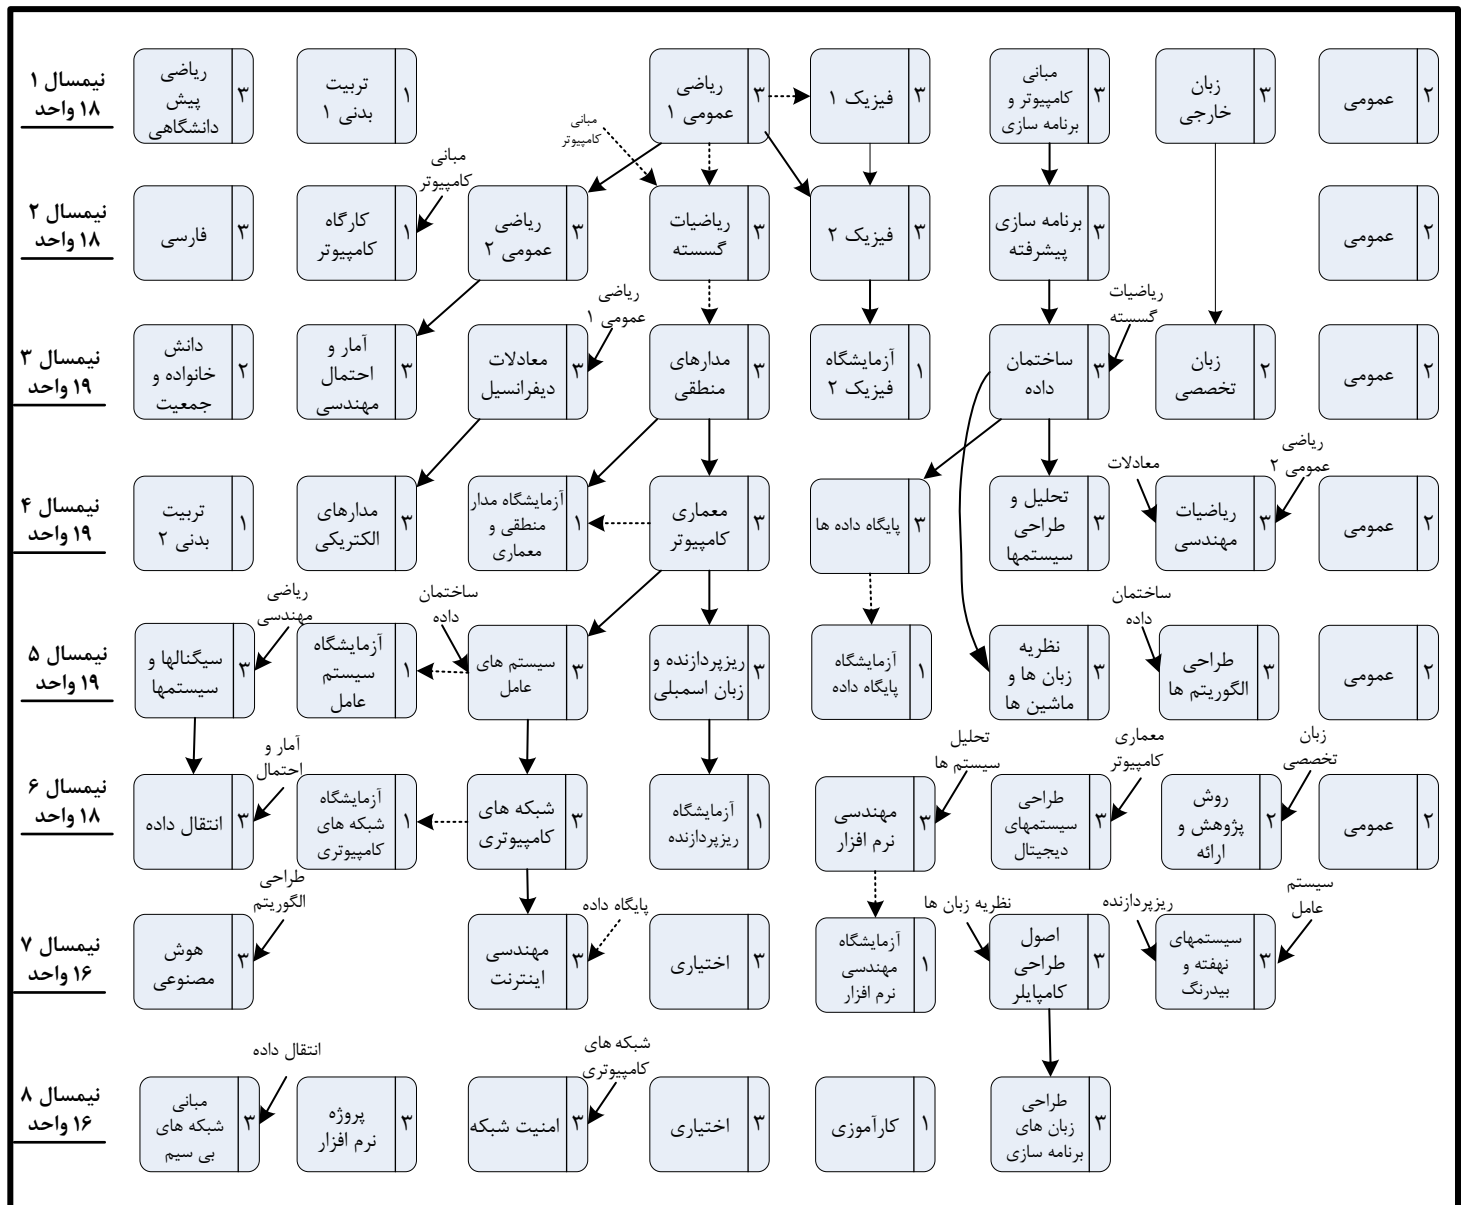 نیمسال ۱
۱۸ واحد
ریاضی
پیش
دانشگاهی
۳
تربیت
بدنی ۱
۱
ریاضی
عمومی ۱
۳
فیزیک ۱
۳
مبانی
کامپیوتر و
برنامه سازی
۳
زبان
خارجی
۳
عمومی
۲
مبانی
کامپیوتر
مبانی
کامپیوتر
نیمسال ۲
۱۸ واحد
فارسی
۳
کارگاه
کامپیوتر
۱
ریاضی
عمومی ۲
۳
ریاضیات
گسسته
۳
فیزیک ۲
۳
برنامه سازی
پیشرفته
۳
عمومی
۲
ریاضی
عمومی ۱
ریاضیات
گسسته
نیمسال ۳
۱۹ واحد
دانش
خانواده و
جمعیت
۲
آمار و
احتمال
مهندسی
۳
معادلات
دیفرانسیل
۳
مدارهای
منطقی
۳
آزمایشگاه
فیزیک ۲
۱
ساختمان
داده
۳
زبان
تخصصی
۲
عمومی
۲
معادلات
ریاضی
عمومی ۲
نیمسال ۴
۱۹ واحد
تربیت
بدنی ۲
۱
مدارهای
الکتریکی
۳
آزمایشگاه مدار
منطقی و
معماری
۱
معماری
کامپیوتر
۳
پایگاه داده ها
۳
تحلیل و
طراحی
سیستمها
۳
ریاضیات
مهندسی
۳
عمومی
۲
ریاضی
مهندسی
ساختمان
داده
ساختمان
داده
نیمسال ۵
۱۹ واحد
سیگنالها و
سیستمها
۳
آزمایشگاه
سیستم
عامل
۱
سیستم های
عامل
۳
ریزپردازنده و
زبان اسمبلی
۳
آزمایشگاه
پایگاه داده
۱
نظریه
زبان ها و
ماشین ها
۳
طراحی
الگوریتم ها
۳
عمومی
۲
آمار و
احتمال
تحلیل
سیستم ها
معماری
کامپیوتر
زبان
تخصصی
نیمسال ۶
۱۸ واحد
انتقال داده
۳
آزمایشگاه
شبکه های
کامپیوتری
۱
شبکه های
کامپیوتری
۳
آزمایشگاه
ریزپردازنده
۱
مهندسی
نرم افزار
۳
طراحی
سیستمهای
دیجیتال
۳
روش
پژوهش و
ارائه
۲
عمومی
۲
طراحی
الگوریتم
پایگاه داده
نظریه زبان ها
ریزپردازنده
سیستم
عامل
نیمسال ۷
۱۶ واحد
هوش
مصنوعی
۳
مهندسی
اینترنت
۳
اختیاری
۳
آزمایشگاه
مهندسی
نرم افزار
۱
اصول
طراحی
کامپایلر
۳
سیستمهای
نهفته و
بیدرنگ
۳
انتقال داده
شبکه های
کامپیوتری
نیمسال ۸
۱۶ واحد
مبانی
شبکه های
بی سیم
۳
پروژه
نرم افزار
۳
امنیت شبکه
۳
اختیاری
۳
کارآموزی
۱
طراحی
زبان های
برنامه سازی
۳